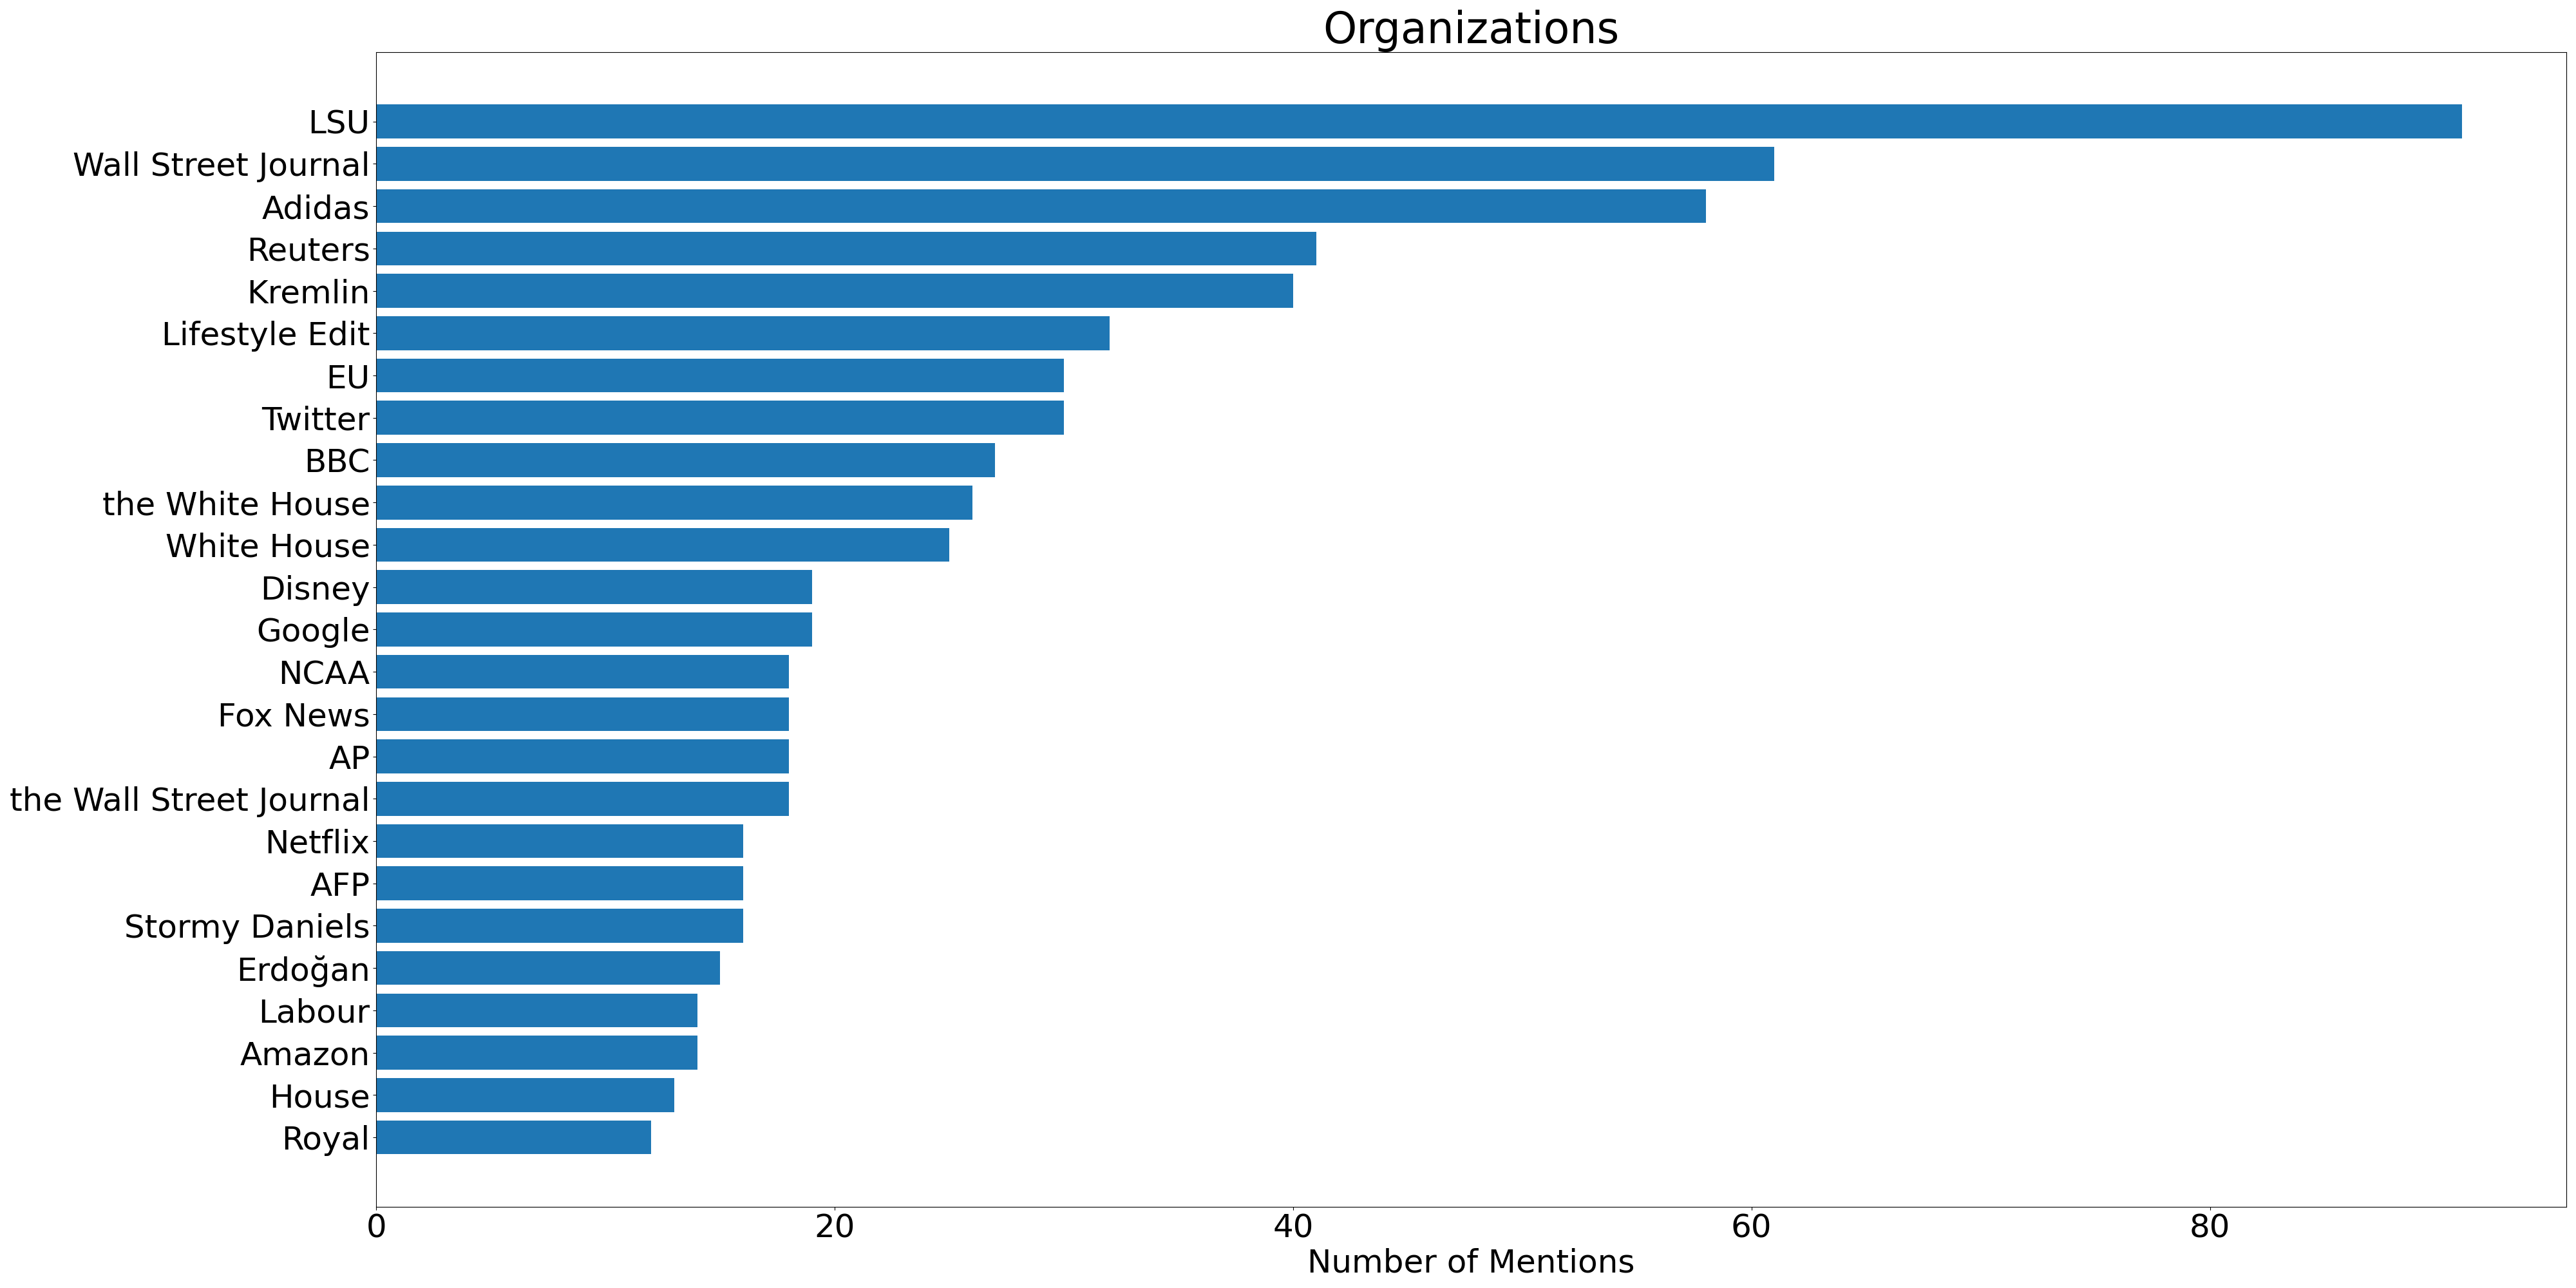 Organizations
LSU
Wall Street Journal
Adidas
Reuters
Kremlin
Lifestyle Edit
EU
Twitter
BBC
the White House
White House
Disney
Google
NCAA
Fox News
AP
the Wall Street Journal
Netflix
AFP
Stormy Daniels
Erdoğan
Labour
Amazon
House
Royal
0 20 40 60 80
Number of Mentions